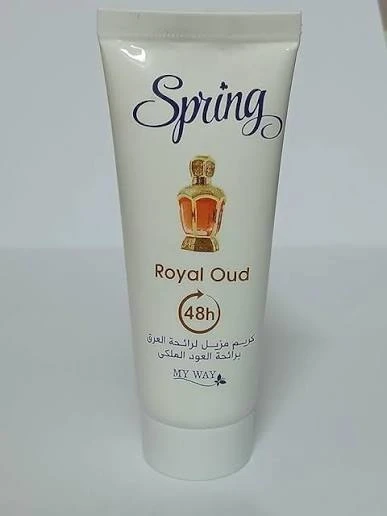 Spring
Royal Oud
48h
كريم مزيل لرائحة العرق
برائحة العود الملكي
MY WAY